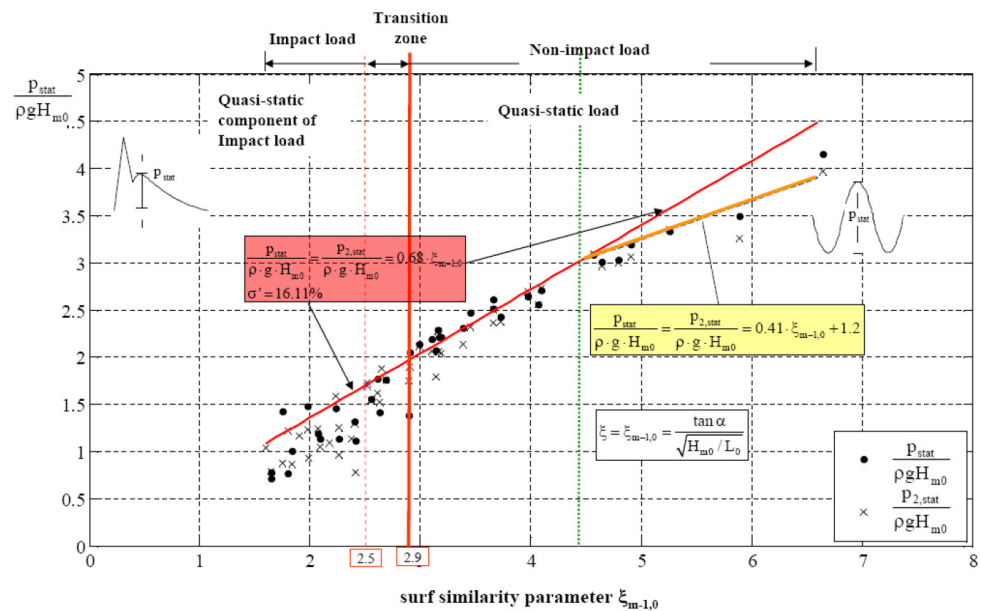 Transition
zone
Impact load
Non-impact load
p_stat
ρgH_m0
Quasi-static
component of
Impact load
Quasi-static load
p_stat
p_stat
p_stat/(ρ·g·H_m0) = p_2,stat/(ρ·g·H_m0) = 0.68·ξ_m-1,0
σ'=16.11%
p_stat/(ρ·g·H_m0) = p_2,stat/(ρ·g·H_m0) = 0.41·ξ_m-1,0 +1.2
ξ = ξ_m-1,0 = tan α/√(H_m0 / L_0)
p_stat/ρgH_m0
p_2,stat/ρgH_m0
5
4.5
4
3.5
3
2.5
2
1.5
1
0.5
0
0 1 2 2.5 2.9 3 4 5 6 7 8
surf similarity parameter ξ_m-1,0